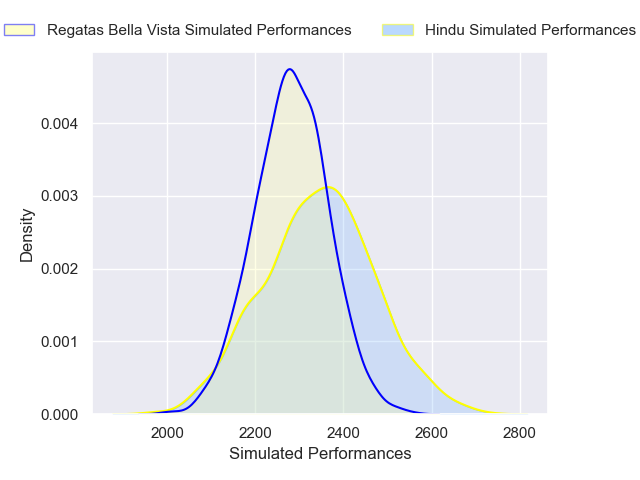 Regatas Bella Vista Simulated Performances
Hindu Simulated Performances
0.004
0.003
0.002
0.001
0.000
Density
2000 2200 2400 2600 2800
Simulated Performances